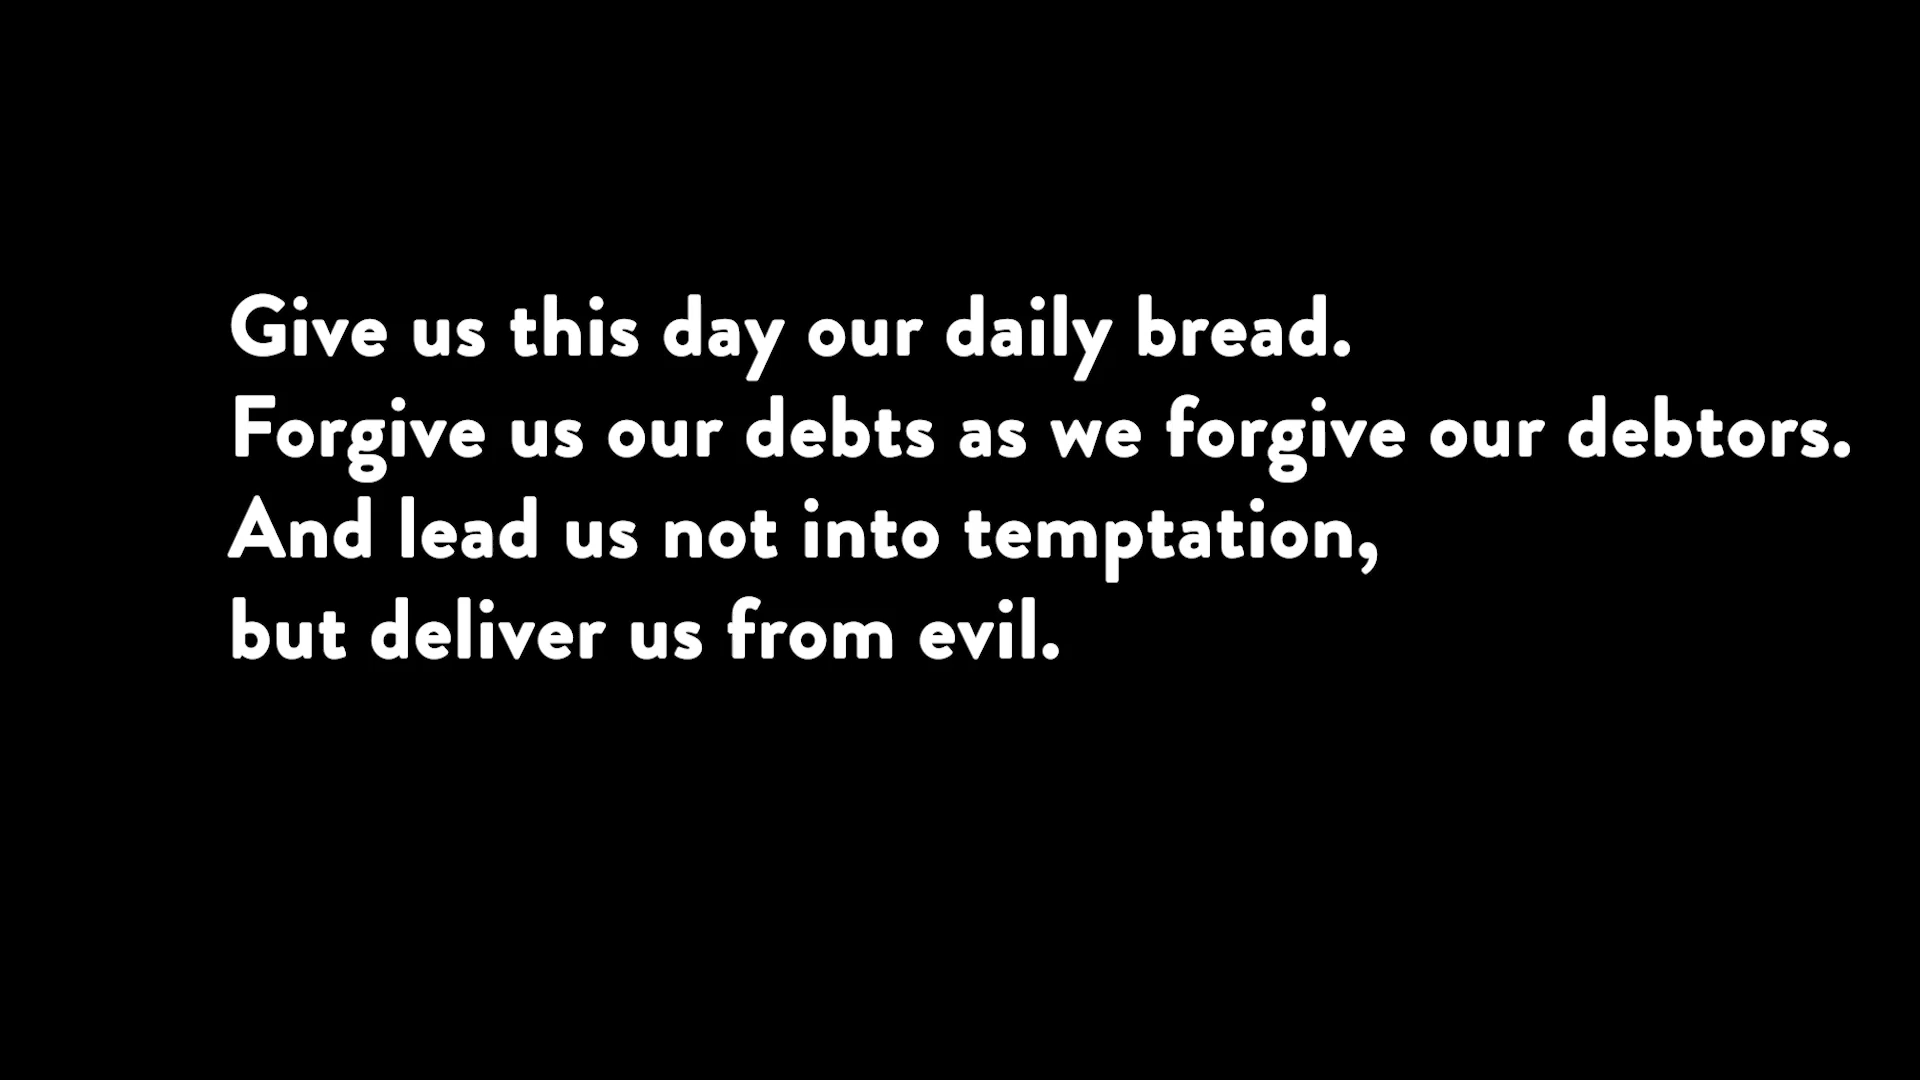 Give us this day our daily bread.
Forgive us our debts as we forgive our debtors.
And lead us not into temptation,
but deliver us from evil.